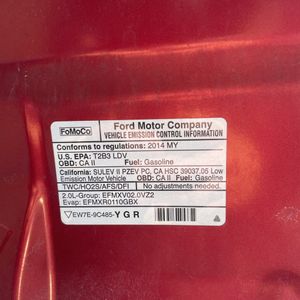 FoMoCo
Ford Motor Company
VEHICLE EMISSION CONTROL INFORMATION
Conforms to regulations: 2014 MY
U.S. EPA: T2B3 LDV
OBD: CA II Fuel: Gasoline
California: SULEV II PZEV PC, CA HSC 39037.05 Low
Emission Motor Vehicle OBD: CA II Fuel: Gasoline
TWC/HO2S/AFS/DFI No Adjustments Needed.
2.0L-Group: EFMXV02.0VZ2
Evap: EFMXR0110GBX
EW7E-9C485-YGR